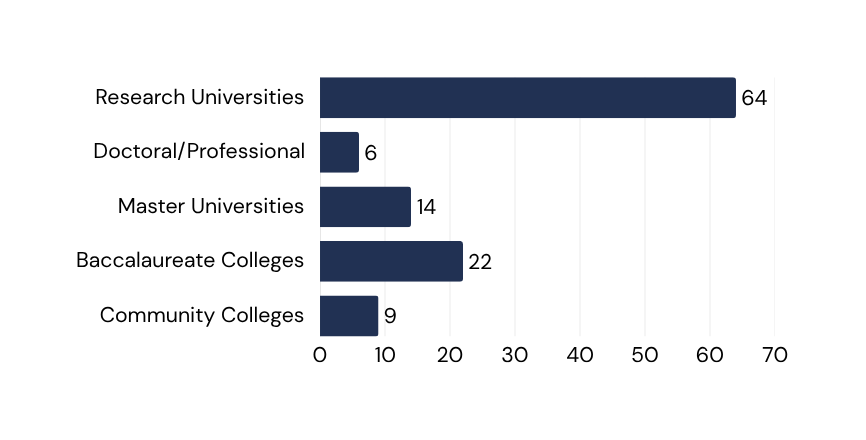 Research Universities 64
Doctoral/Professional 6
Master Universities 14
Baccalaureate Colleges 22
Community Colleges 9
0 10 20 30 40 50 60 70